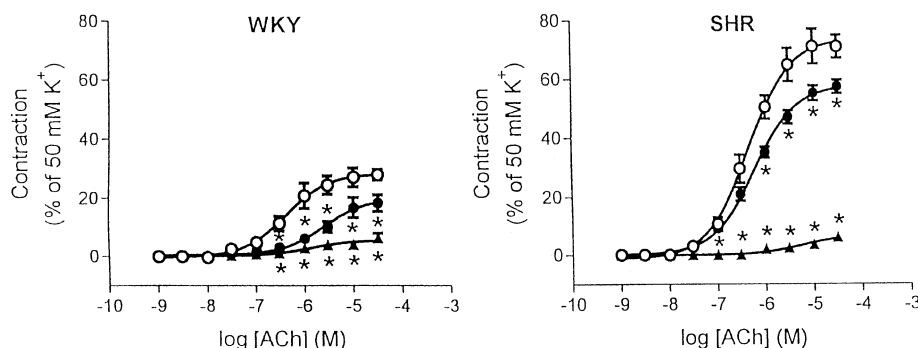 WKY
Contraction
(% of 50 mM K⁺)
80
60
40
20
0
* * * * *
* * * * *
-10 -9 -8 -7 -6 -5 -4 -3
log [ACh] (M)
SHR
Contraction
(% of 50 mM K⁺)
80
60
40
20
0
* * * *
* * * * * *
-10 -9 -8 -7 -6 -5 -4 -3
log [ACh] (M)